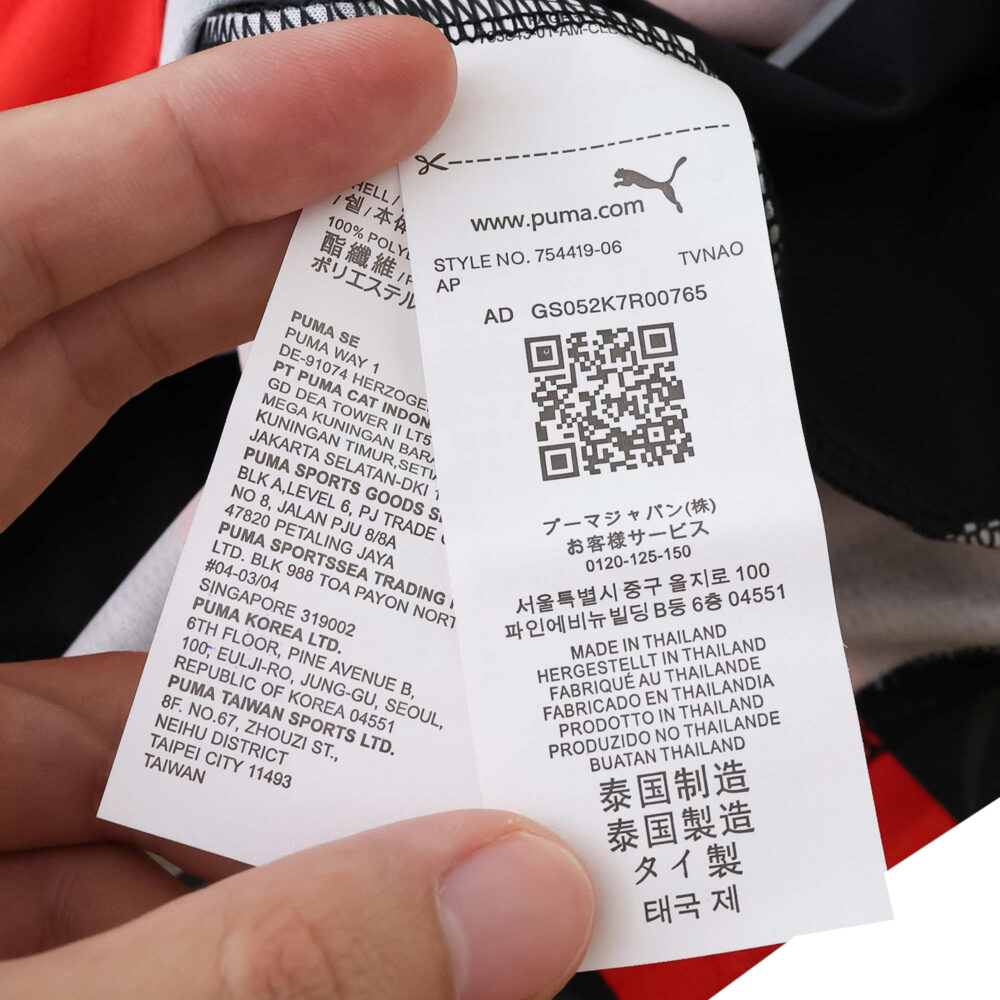 www.puma.com
STYLE NO. 754419-06 TVNAO
AP
AD GS052K7R00765
プーマジャパン(株)
お客様サービス
0120-125-150
서울특별시 중구 을지로 100
파인에비뉴빌딩 B동 6층 04551
MADE IN THAILAND
HERGESTELLT IN THAILAND
FABRIQUÉ AU THAILANDE
FABRICADO EN THAILANDIA
PRODOTTO IN THAILAND
PRODUZIDO NO THAILANDE
BUATAN THAILAND
泰国制造
泰国製造
タイ製
태국 제
/ 쉘 / 本体
100%
酯纖維 /
ポリエステル
PUMA SE
PUMA WAY 1
DE-91074
PT PUMA CAT
GD DEA TOWER II
MEGA KUNINGAN
KUNINGAN TIMUR,
JAKARTA SELATAN-DKI
PUMA SPORTS GOODS
BLK A,LEVEL 6, PJ TRADE
NO 8, JALAN PJU 8/8A
47820 PETALING JAYA
PUMA SPORTSSEA TRADING
LTD. BLK 988 TOA PAYON
#04-03/04
SINGAPORE 319002
PUMA KOREA LTD.
6TH FLOOR, PINE AVENUE B,
100, EULJI-RO, JUNG-GU, SEOUL,
REPUBLIC OF KOREA 04551
PUMA TAIWAN SPORTS LTD.
8F. NO.67, ZHOUZI ST.,
NEIHU DISTRICT
TAIPEI CITY 11493
TAIWAN